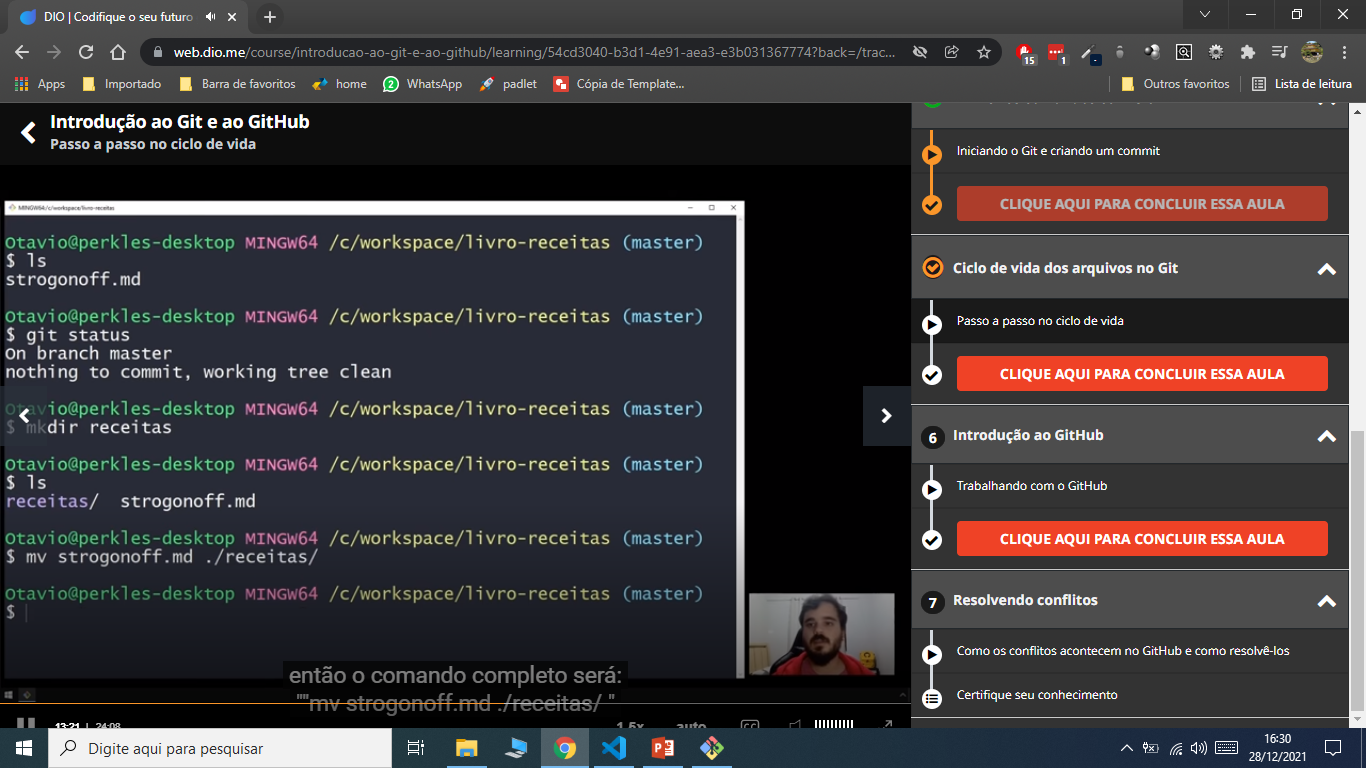 DIO | Codifique o seu futuro
web.dio.me/course/introducao-ao-git-e-ao-github/learning/54cd3040-b3d1-4e91-aea3-e3b031367774?back=/trac...
15
1
Apps
Importado
Barra de favoritos
home
WhatsApp
padlet
Cópia de Template...
Outros favoritos
Lista de leitura
Introdução ao Git e ao GitHub
Passo a passo no ciclo de vida
MINGW64:/c/workspace/livro-receitas
Otavio@perkles-desktop MINGW64 /c/workspace/livro-receitas (master)
$ ls
strogonoff.md
Otavio@perkles-desktop MINGW64 /c/workspace/livro-receitas (master)
$ git status
On branch master
nothing to commit, working tree clean
Otavio@perkles-desktop MINGW64 /c/workspace/livro-receitas (master)
$ mkdir receitas
Otavio@perkles-desktop MINGW64 /c/workspace/livro-receitas (master)
$ ls
receitas/ strogonoff.md
Otavio@perkles-desktop MINGW64 /c/workspace/livro-receitas (master)
$ mv strogonoff.md ./receitas/
Otavio@perkles-desktop MINGW64 /c/workspace/livro-receitas (master)
$
então o comando completo será:
""mv strogonoff.md ./receitas/ "
13:21 | 24:08
1.5x
auto
CC
Iniciando o Git e criando um commit
CLIQUE AQUI PARA CONCLUIR ESSA AULA
Ciclo de vida dos arquivos no Git
Passo a passo no ciclo de vida
CLIQUE AQUI PARA CONCLUIR ESSA AULA
6 Introdução ao GitHub
Trabalhando com o GitHub
CLIQUE AQUI PARA CONCLUIR ESSA AULA
7 Resolvendo conflitos
Como os conflitos acontecem no GitHub e como resolvê-los
Certifique seu conhecimento
Digite aqui para pesquisar
16:30
28/12/2021